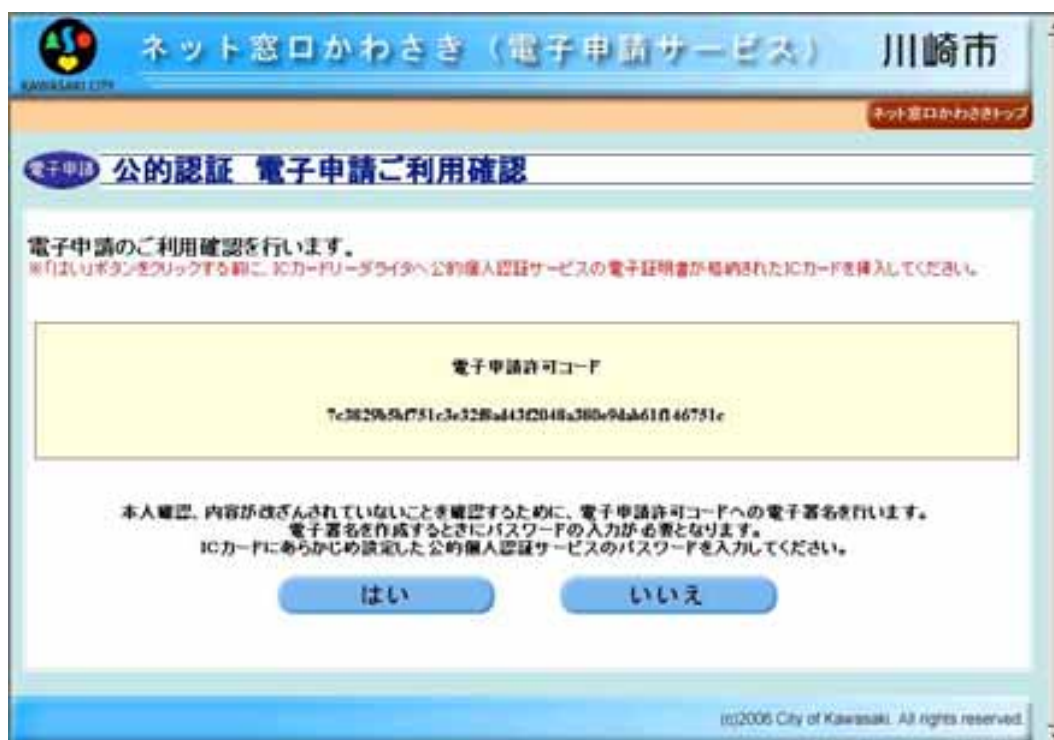 KAWASAKI CITY
ネット窓口かわさき（電子申請サービス）
川崎市
ネット窓口かわさきトップ
電子申請
公的認証 電子申請ご利用確認
電子申請のご利用確認を行います。
※「はい」ボタンをクリックする前に、ICカードリーダライタへ公的個人認証サービスの電子証明書が格納されたICカードを挿入してください。
電子申請許可コード
本人確認、内容が改ざんされていないことを確認するために、電子申請許可コードへの電子署名を行います。
電子署名を作成するときにパスワードの入力が必要となります。
ICカードにあらかじめ設定した公的個人認証サービスのパスワードを入力してください。
はい
いいえ
(c)2006 City of Kawasaki. All rights reserved.